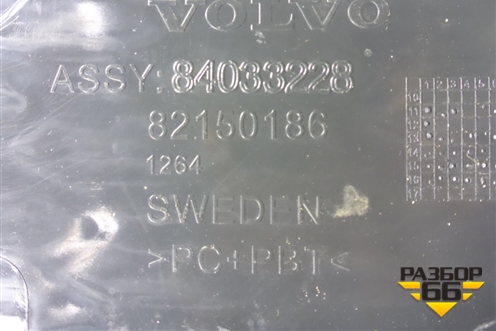 VOLVO
ASSY: 84033228
82150186
1264
SWEDEN
>PC+PBT<
РАЗБОР
66